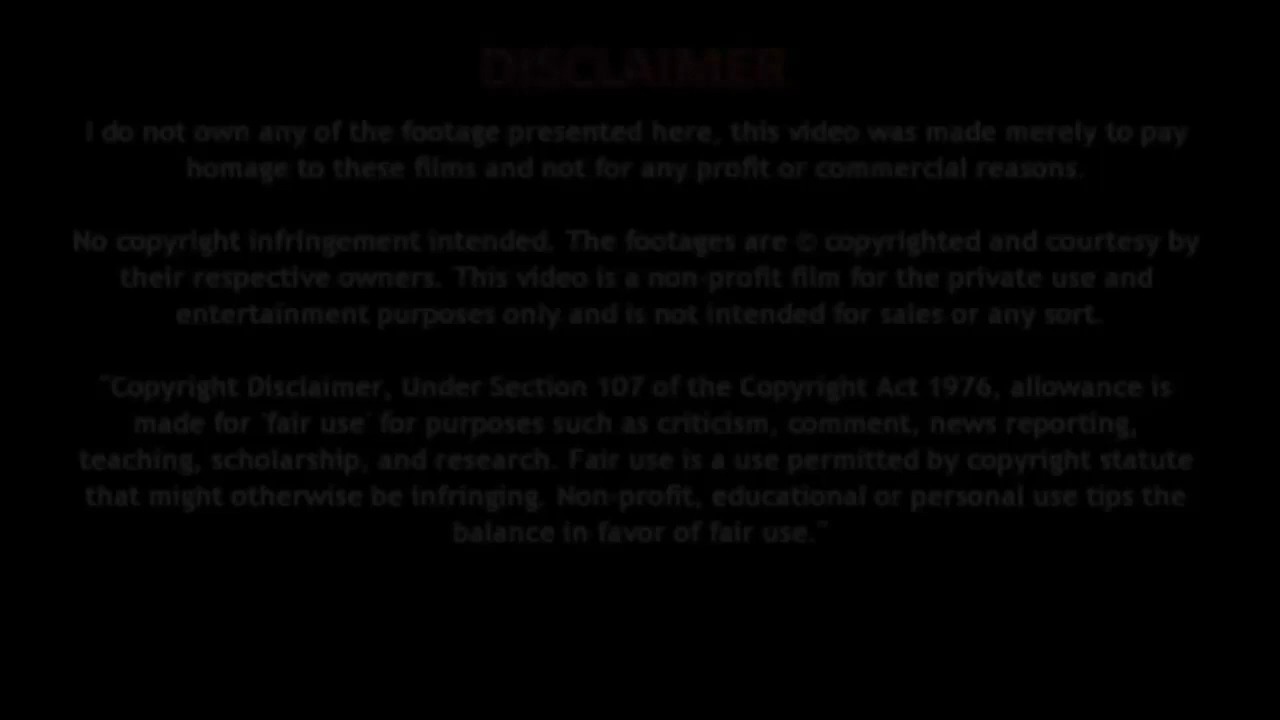 DISCLAIMER
I do not own any of the footage presented here, this video was made merely to pay
homage to these films and not for any profit or commercial reasons.
No copyright infringement intended. The footages are © copyrighted and courtesy by
their respective owners. This video is a non-profit film for the private use and
entertainment purposes only and is not intended for sales or any sort.
"Copyright Disclaimer, Under Section 107 of the Copyright Act 1976, allowance is
made for 'fair use' for purposes such as criticism, comment, news reporting,
teaching, scholarship, and research. Fair use is a use permitted by copyright statute
that might otherwise be infringing. Non-profit, educational or personal use tips the
balance in favor of fair use."